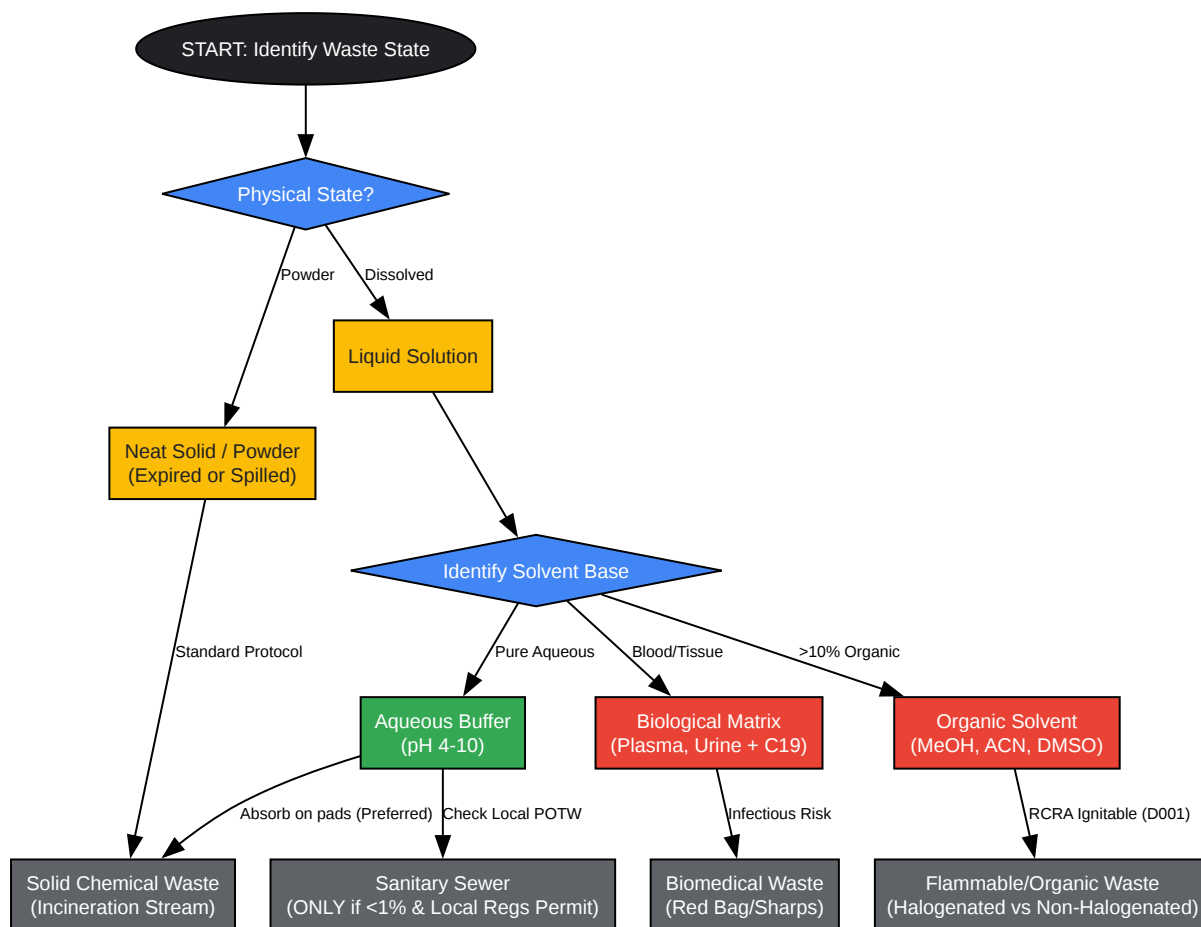 START: Identify Waste State
Physical State?
Powder
Dissolved
Liquid Solution
Neat Solid / Powder
(Expired or Spilled)
Identify Solvent Base
Standard Protocol
Pure Aqueous
Blood/Tissue
>10% Organic
Aqueous Buffer
(pH 4-10)
Biological Matrix
(Plasma, Urine + C19)
Organic Solvent
(MeOH, ACN, DMSO)
Absorb on pads (Preferred)
Check Local POTW
Infectious Risk
RCRA Ignitable (D001)
Solid Chemical Waste
(Incineration Stream)
Sanitary Sewer
(ONLY if <1% & Local Regs Permit)
Biomedical Waste
(Red Bag/Sharps)
Flammable/Organic Waste
(Halogenated vs Non-Halogenated)